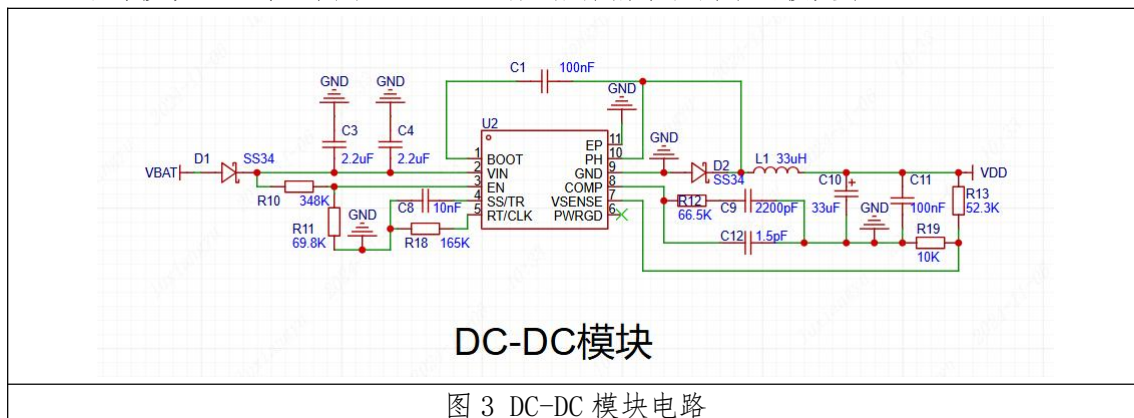 C1 100nF
GND GND GND
U2
C3 C4 GND
2.2uF 2.2uF
EP 11
1 BOOT PH 10
2 VIN GND 9
3 EN COMP 8
4 SS/TR VSENSE 7
5 RT/CLK PWRGD 6
VBAT D1 SS34
D2 L1 33uH VDD
SS34
R10 348K
C8 10nF
R12 C9 2200pF
66.5K
C10 + C11 R13
33uF GND 100nF 52.3K
R11 GND
69.8K
R18 165K
C12 1.5pF
R19
10K
DC-DC模块
图 3 DC-DC 模块电路